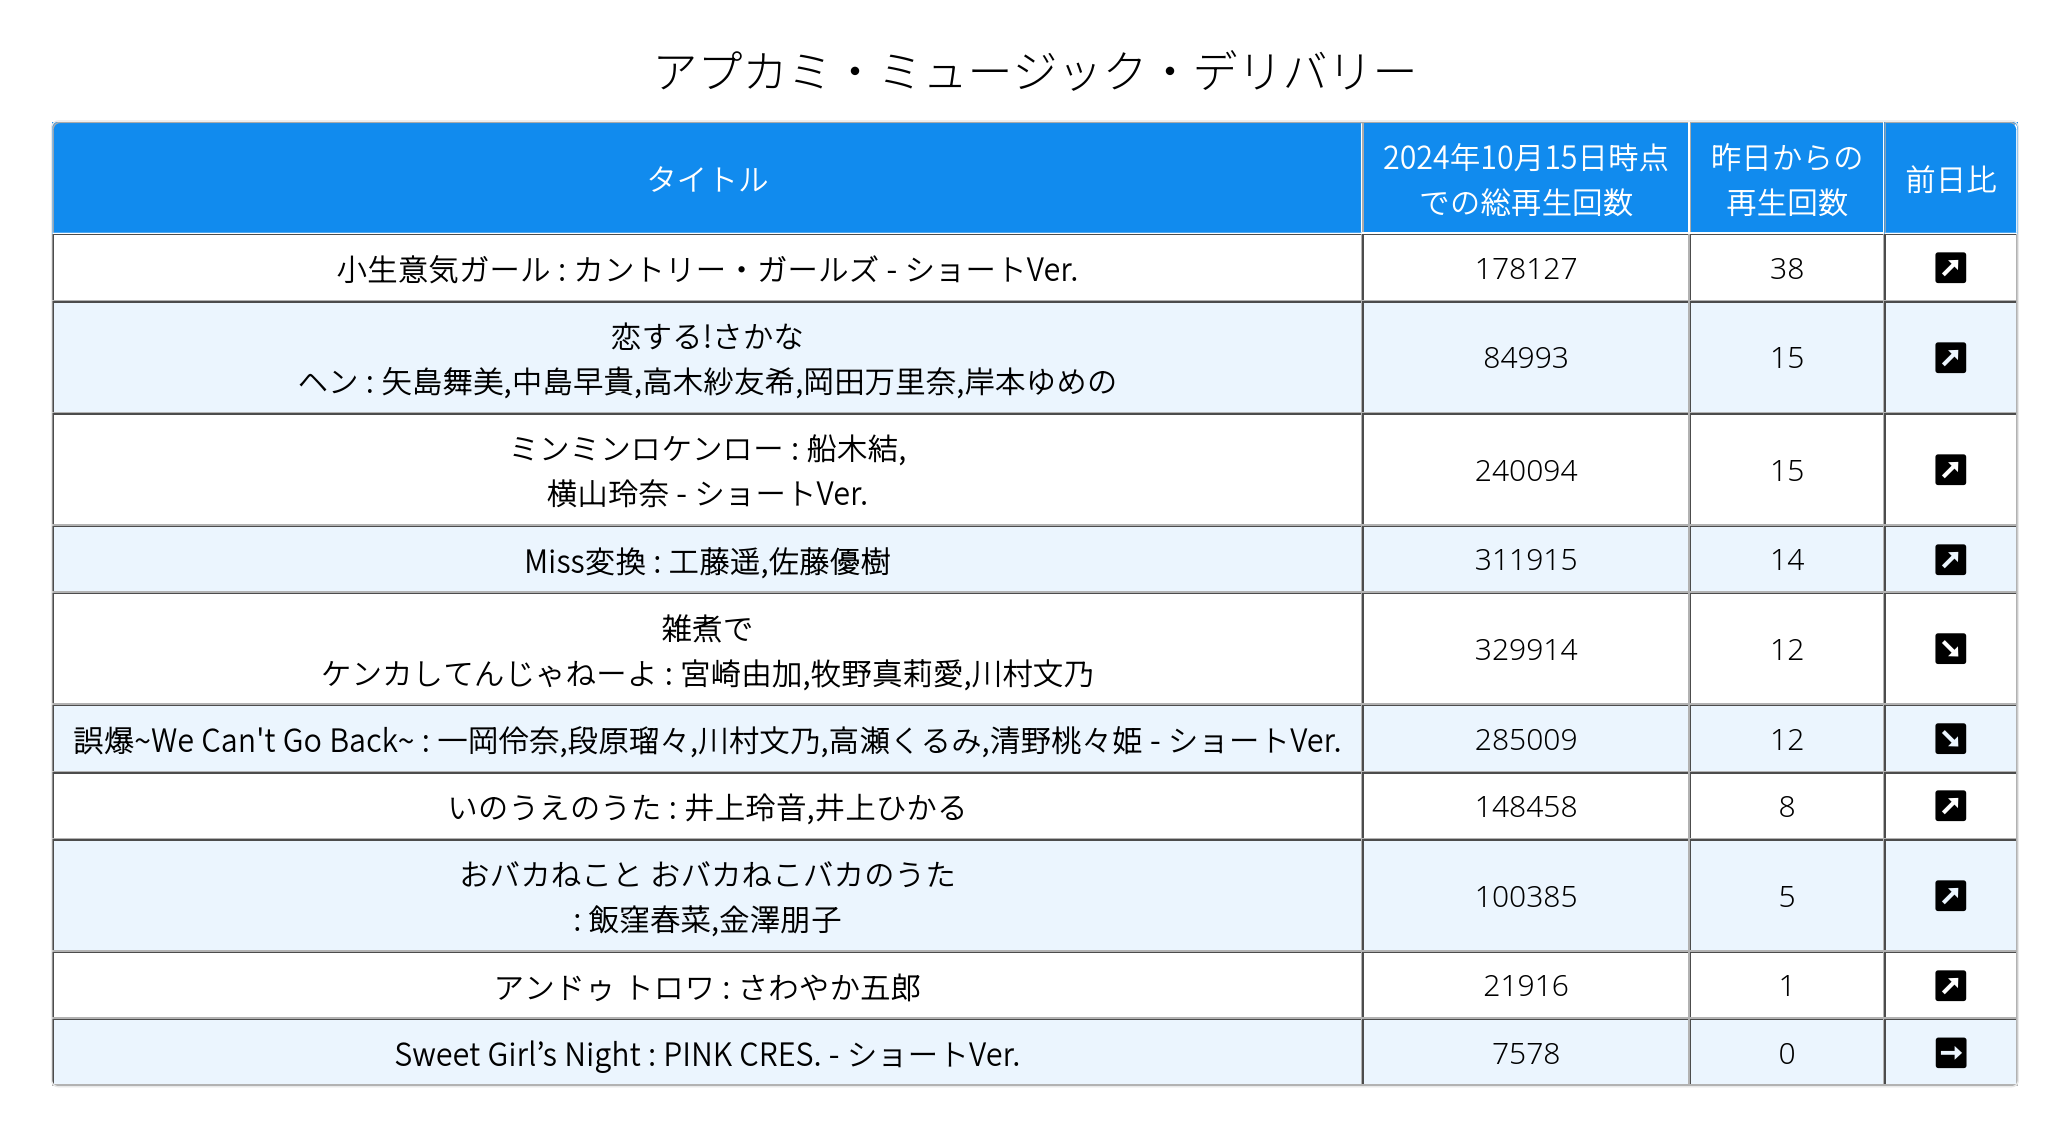 アプカミ・ミュージック・デリバリー
タイトル
2024年10月15日時点
での総再生回数
昨日からの
再生回数
前日比
小生意気ガール : カントリー・ガールズ - ショートVer.
178127
38
恋する!さかな
ヘン : 矢島舞美,中島早貴,高木紗友希,岡田万里奈,岸本ゆめの
84993
15
ミンミンロケンロー : 船木結,
横山玲奈 - ショートVer.
240094
15
Miss変換 : 工藤遥,佐藤優樹
311915
14
雑煮で
ケンカしてんじゃねーよ : 宮崎由加,牧野真莉愛,川村文乃
329914
12
誤爆~We Can't Go Back~ : 一岡伶奈,段原瑠々,川村文乃,高瀬くるみ,清野桃々姫 - ショートVer.
285009
12
いのうえのうた : 井上玲音,井上ひかる
148458
8
おバカねこと おバカねこバカのうた
: 飯窪春菜,金澤朋子
100385
5
アンドゥ トロワ : さわやか五郎
21916
1
Sweet Girl’s Night : PINK CRES. - ショートVer.
7578
0